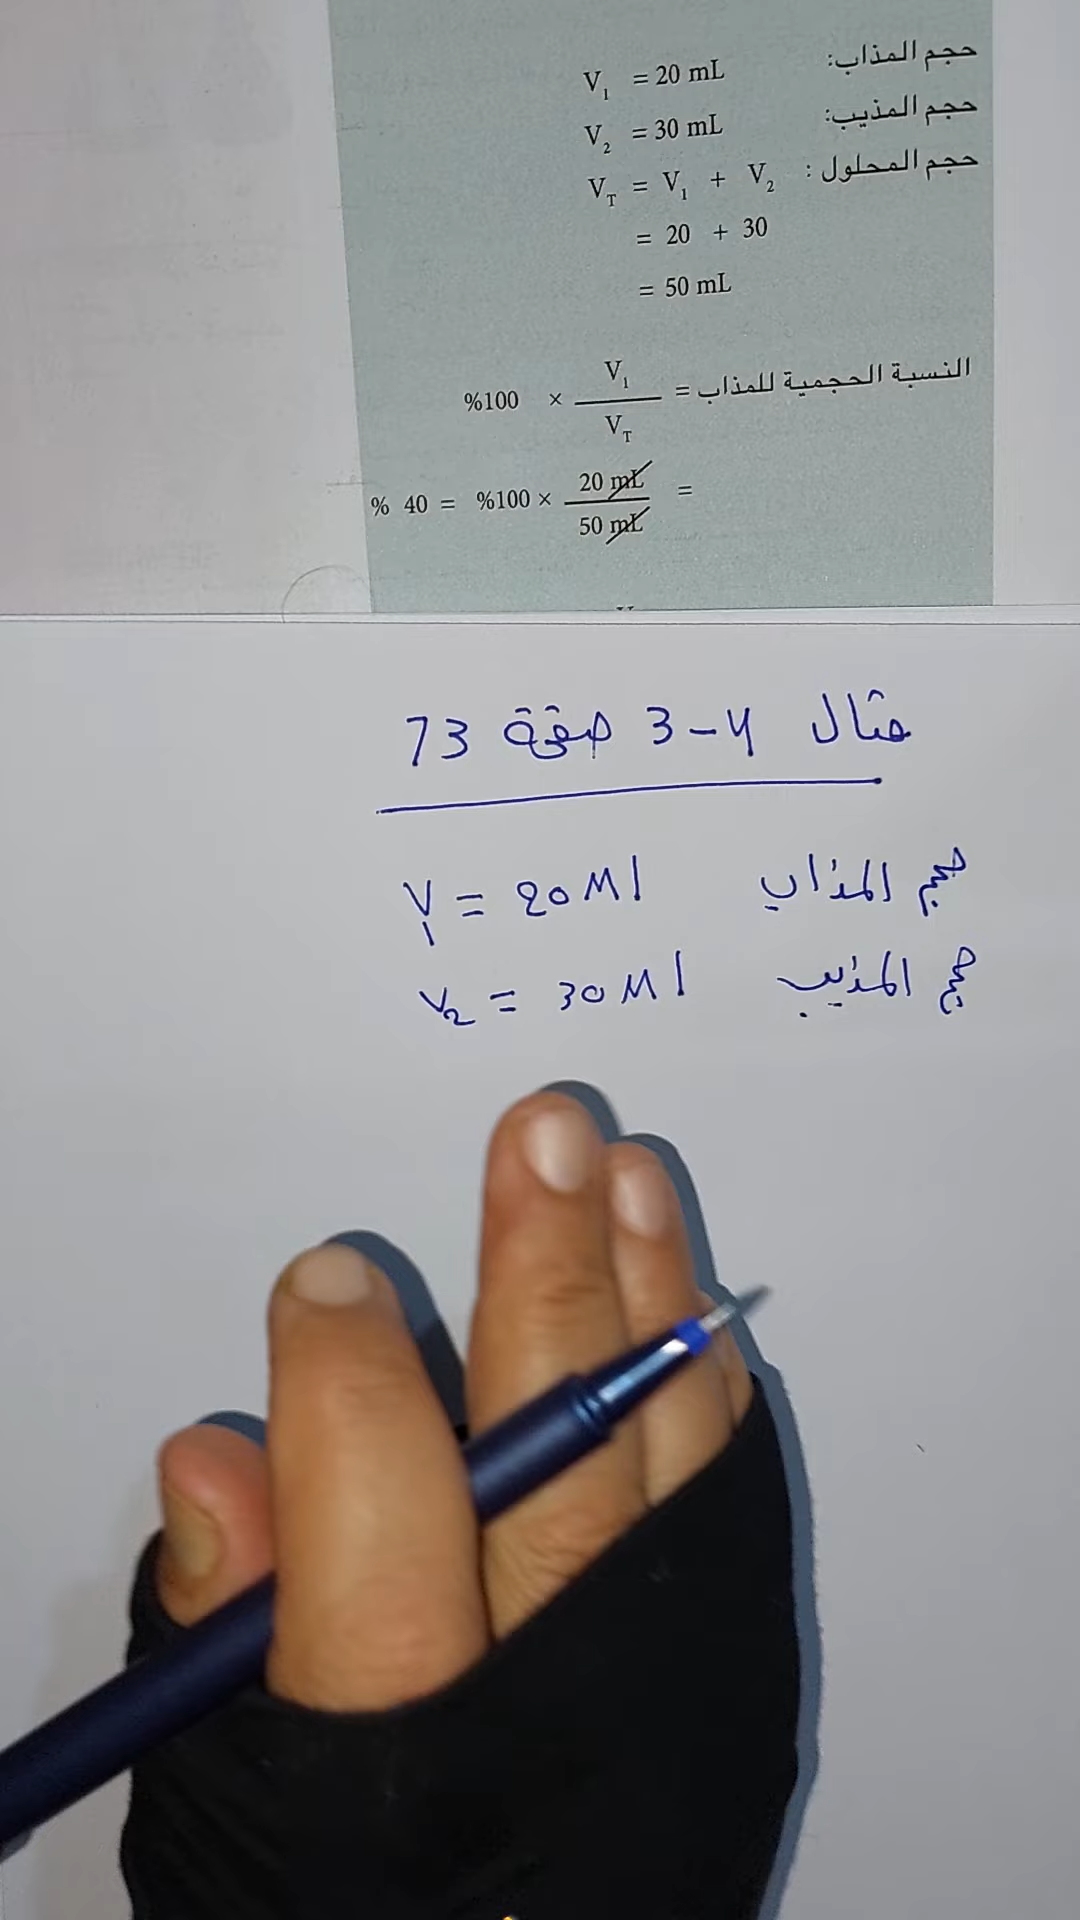 حجم المذاب: V₁ = 20 mL
حجم المذيب: V₂ = 30 mL
حجم المحلول : V_T = V₁ + V₂
= 20 + 30
= 50 mL
النسبة الحجمية للمذاب = V₁ / V_T × %100
= 20 mL / 50 mL × %100 = 40 %
مثال 4-3 صفحة 73
حجم المذاب V₁ = 20 Ml
حجم المذيب V₂ = 30 Ml